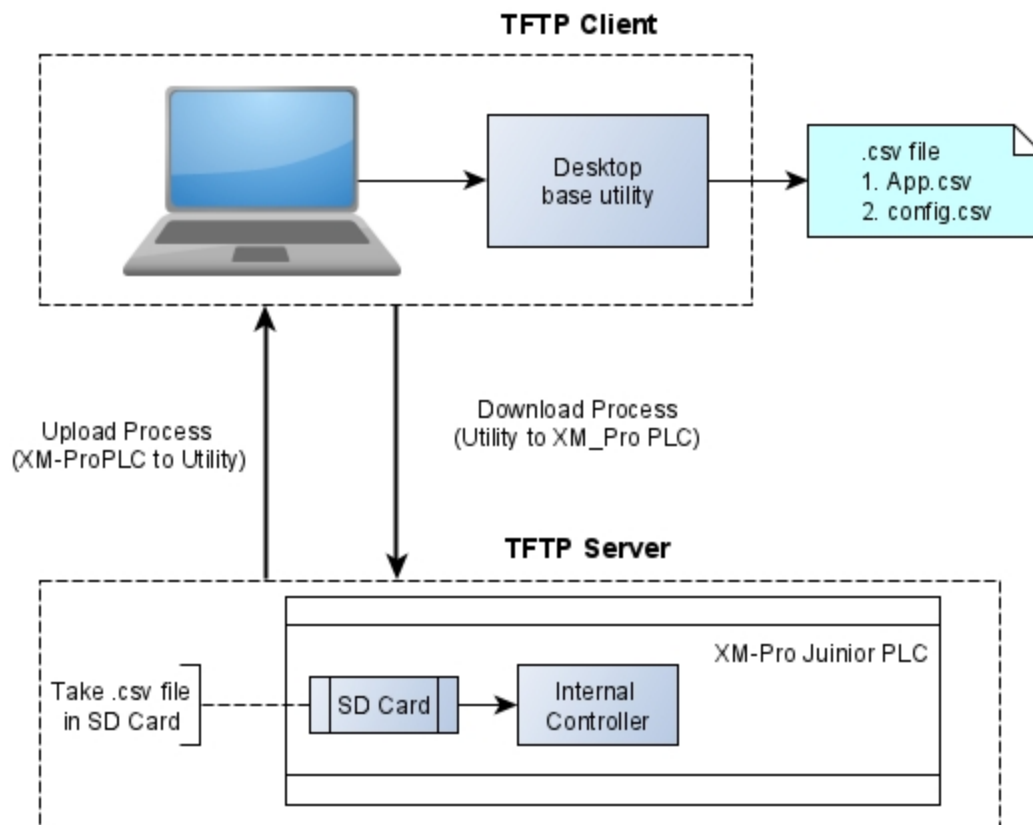 TFTP Client
Desktop
base utility
.csv file
1. App.csv
2. config.csv
Upload Process
(XM-ProPLC to Utility)
Download Process
(Utility to XM_Pro PLC)
TFTP Server
XM-Pro Juinior PLC
Take .csv file
in SD Card
SD Card
Internal
Controller